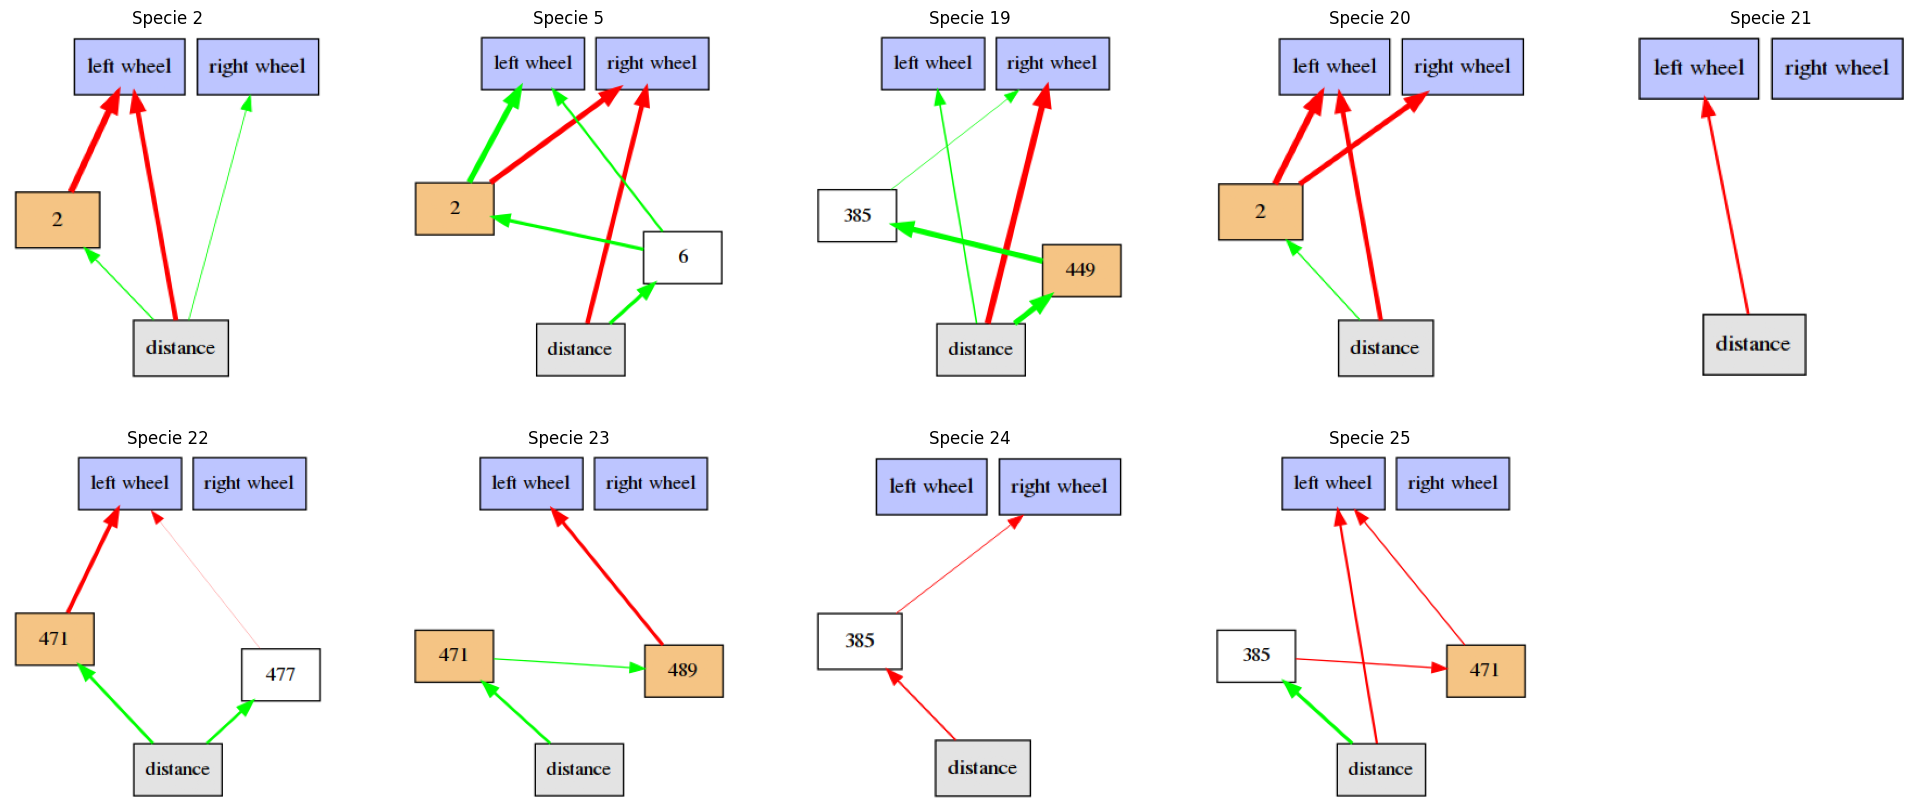 Specie 2
left wheel
right wheel
2
distance
Specie 5
left wheel
right wheel
2
6
distance
Specie 19
left wheel
right wheel
385
449
distance
Specie 20
left wheel
right wheel
2
distance
Specie 21
left wheel
right wheel
distance
Specie 22
left wheel
right wheel
471
477
distance
Specie 23
left wheel
right wheel
471
489
distance
Specie 24
left wheel
right wheel
385
distance
Specie 25
left wheel
right wheel
385
471
distance